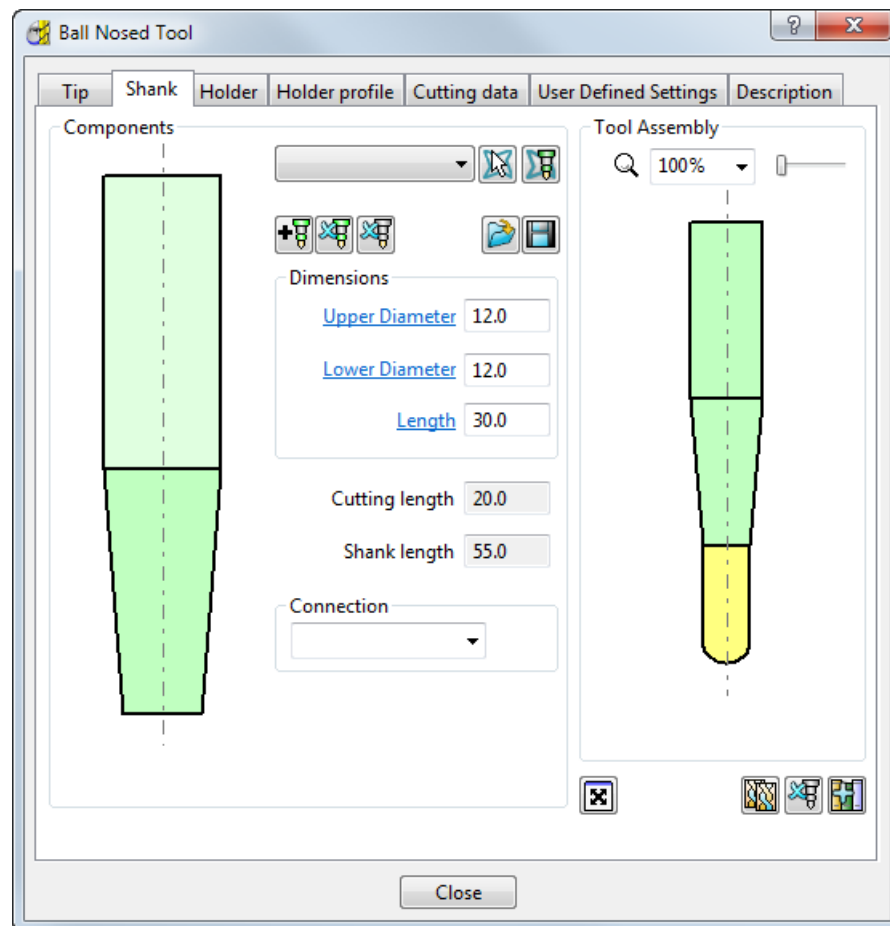 Ball Nosed Tool
Tip Shank Holder Holder profile Cutting data User Defined Settings Description
Components
Tool Assembly
100%
Dimensions
Upper Diameter 12.0
Lower Diameter 12.0
Length 30.0
Cutting length 20.0
Shank length 55.0
Connection
Close